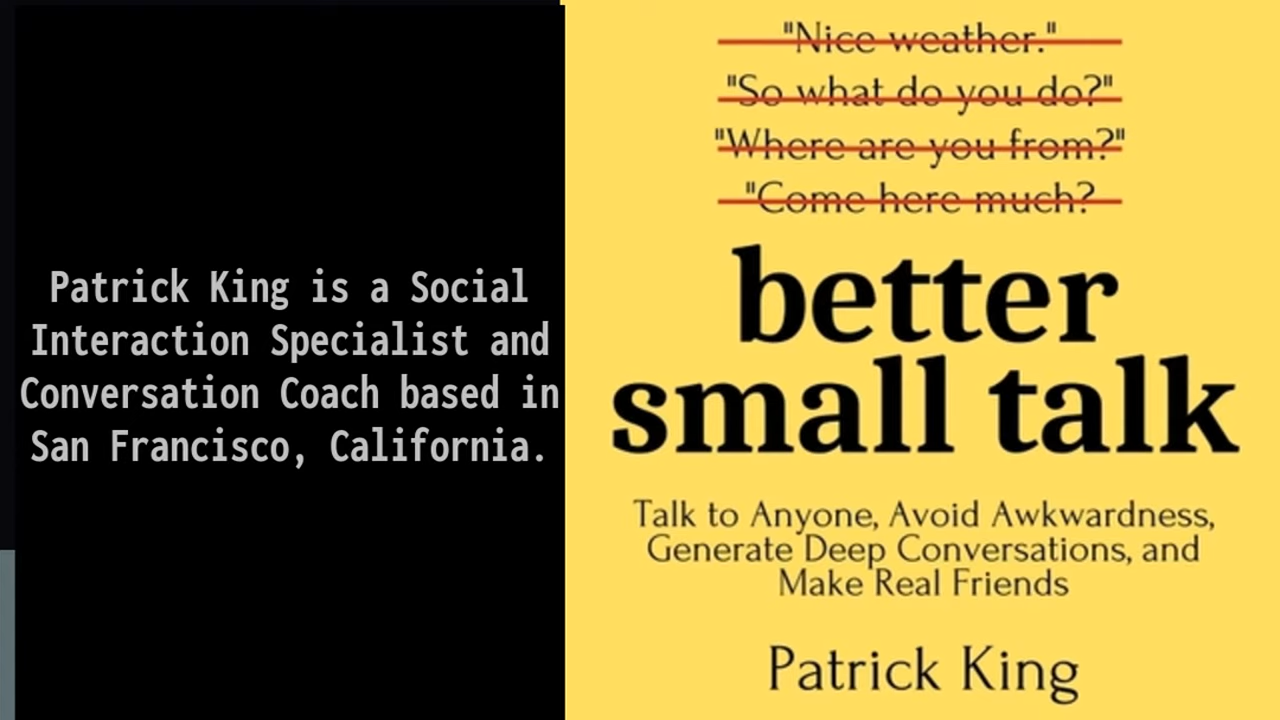 Patrick King is a Social
Interaction Specialist and
Conversation Coach based in
San Francisco, California.
"Nice weather."
"So what do you do?"
"Where are you from?"
"Come here much?
better
small talk
Talk to Anyone, Avoid Awkwardness,
Generate Deep Conversations, and
Make Real Friends
Patrick King